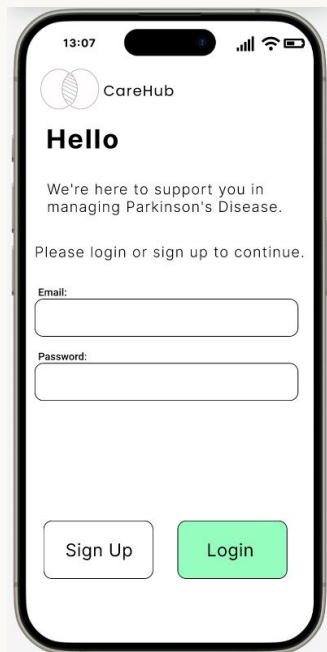 13:07
CareHub
Hello
We're here to support you in
managing Parkinson's Disease.
Please login or sign up to continue.
Email:
Password:
Sign Up Login